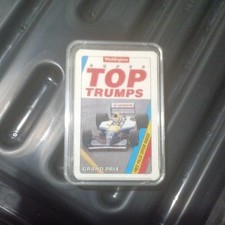 Waddingtons
SUPER
TOP
TRUMPS
GRAND PRIX